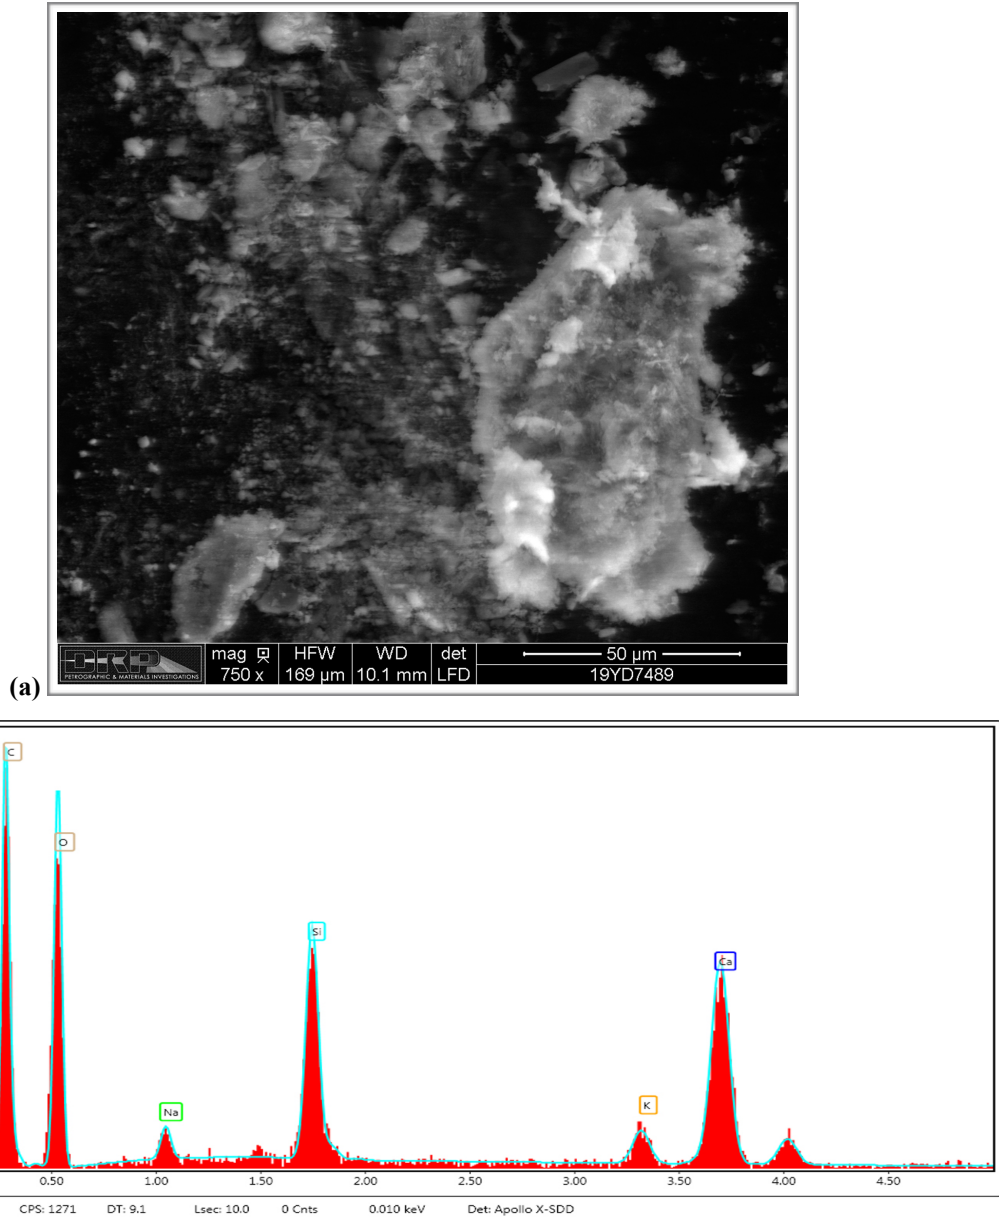 DRP
PETROGRAPHIC & MATERIALS INVESTIGATIONS
mag HFW WD det 50 µm
750 x 169 µm 10.1 mm LFD 19YD7489
(a)
C
O
Si
Ca
Na
K
0.50 1.00 1.50 2.00 2.50 3.00 3.50 4.00 4.50
CPS: 1271 DT: 9.1 Lsec: 10.0 0 Cnts 0.010 keV Det: Apollo X-SDD